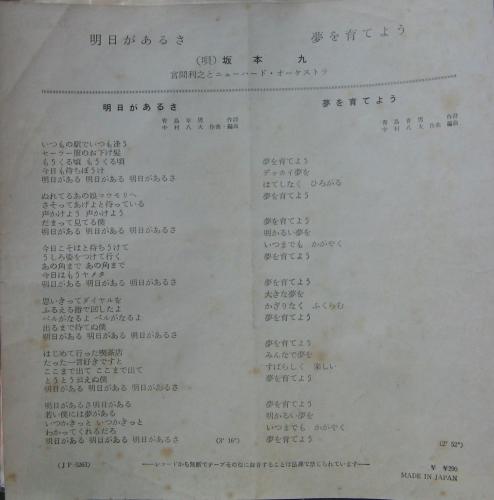 明日があるさ　夢を育てよう
(唄)坂本九
宮間利之とニューハード・オーケストラ
明日があるさ
青島幸男 作詩
中村八大 作曲・編曲
いつもの駅でいつも逢う
セーラー服のお下げ髪
もうくる頃 もうくる頃
今日も待ちぼうけ
明日がある 明日がある 明日があるさ
ぬれてるあの娘コウモリへ
さそってあげよと待っている
声かけよう 声かけよう
だまって見てる僕
明日がある 明日がある 明日があるさ
今日こそはと待ちうけて
うしろ姿をつけて行く
あの角まで あの角まで
今日はもうヤメタ
明日がある 明日がある 明日があるさ
思いきってダイヤルを
ふるえる指で回したよ
ベルがなるよ ベルがなるよ
出るまで待てぬ僕
明日がある 明日がある 明日があるさ
はじめて行った喫茶店
たった一言好きですと
ここまで出て ここまで出て
とうとう云えぬ僕
明日がある 明日がある 明日があるさ
明日があるさ明日がある
若い僕には夢がある
いつかきっと いつかきっと
わかってくれるだろ
明日がある 明日がある 明日があるさ
(3′16″)
夢を育てよう
青島幸男 作詩
中村八大 作曲・編曲
夢を育てよう
デッカイ夢を
はてしなく ひろがる
夢を育てよう
夢を育てよう
明かるい夢を
いつまでも かがやく
夢を育てよう
夢を育てよう
大きな夢を
かぎりなく ふくらむ
夢を育てよう
夢を育てよう
みんなで夢を
すばらしく 楽しい
夢を育てよう
夢を育てよう
明かるい夢を
いつまでも かがやく
夢を育てよう
(2′52″)
(JP-5261)
――レコードから無断でテープその他に録音することは法律で禁じられています――
¥ ¥290
MADE IN JAPAN